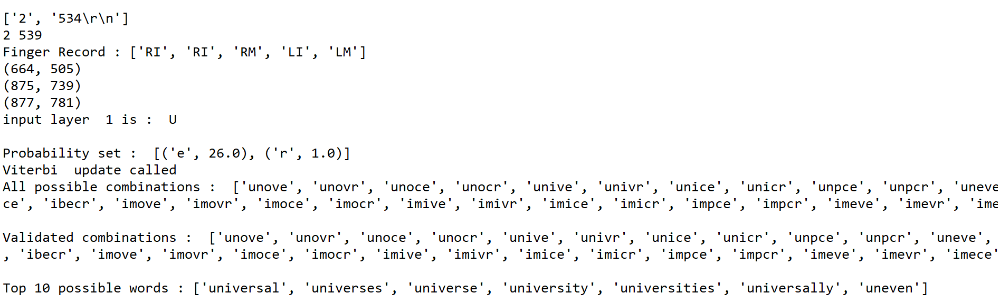 ['2', '534\r\n']
2 539
Finger Record : ['RI', 'RI', 'RM', 'LI', 'LM']
(664, 505)
(875, 739)
(877, 781)
input layer  1 is :  U
Probability set :  [('e', 26.0), ('r', 1.0)]
Viterbi  update called
All possible combinations :  ['unove', 'unovr', 'unoce', 'unocr', 'unive', 'univr', 'unice', 'unicr', 'unpce', 'unpcr', 'uneve
ce', 'ibecr', 'imove', 'imovr', 'imoce', 'imocr', 'imive', 'imivr', 'imice', 'imicr', 'impce', 'impcr', 'imeve', 'imevr', 'ime
Validated combinations :  ['unove', 'unovr', 'unoce', 'unocr', 'unive', 'univr', 'unice', 'unicr', 'unpce', 'unpcr', 'uneve',
, 'ibecr', 'imove', 'imovr', 'imoce', 'imocr', 'imive', 'imivr', 'imice', 'imicr', 'impce', 'impcr', 'imeve', 'imevr', 'imece'
Top 10 possible words : ['universal', 'universes', 'universe', 'university', 'universities', 'universally', 'uneven']